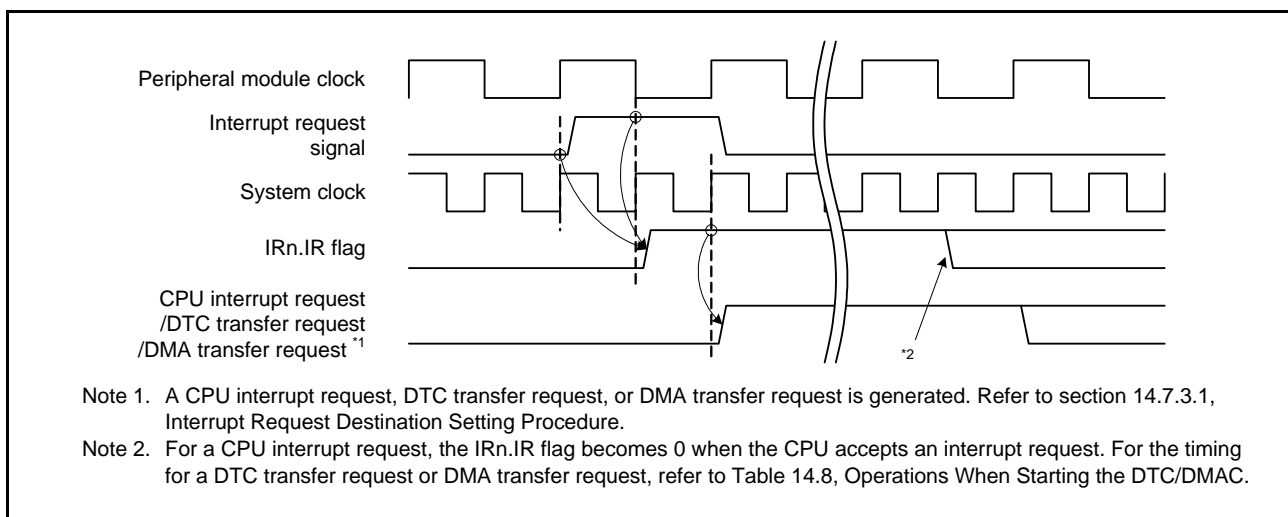 Peripheral module clock
Interrupt request
signal
System clock
IRn.IR flag
CPU interrupt request
/DTC transfer request
/DMA transfer request *1
*2
Note 1. A CPU interrupt request, DTC transfer request, or DMA transfer request is generated. Refer to section 14.7.3.1,
Interrupt Request Destination Setting Procedure.
Note 2. For a CPU interrupt request, the IRn.IR flag becomes 0 when the CPU accepts an interrupt request. For the timing
for a DTC transfer request or DMA transfer request, refer to Table 14.8, Operations When Starting the DTC/DMAC.